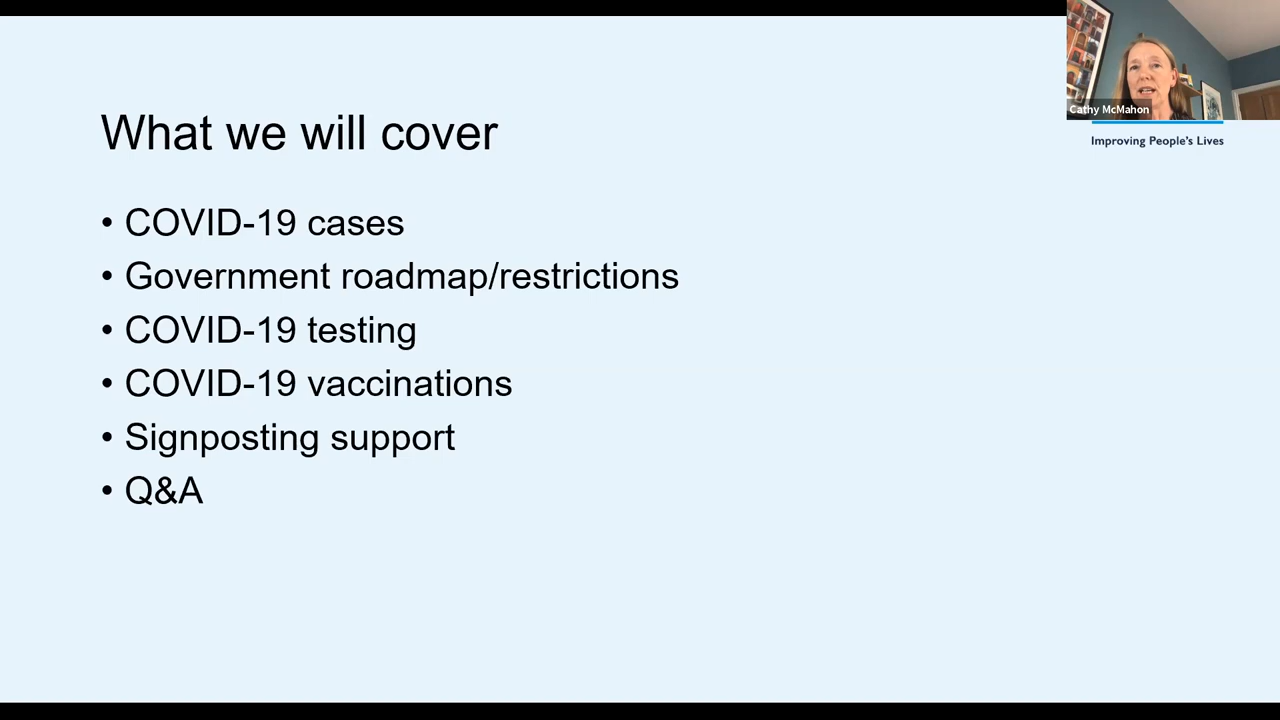 What we will cover
• COVID-19 cases
• Government roadmap/restrictions
• COVID-19 testing
• COVID-19 vaccinations
• Signposting support
• Q&A
Cathy McMahon
Improving People's Lives